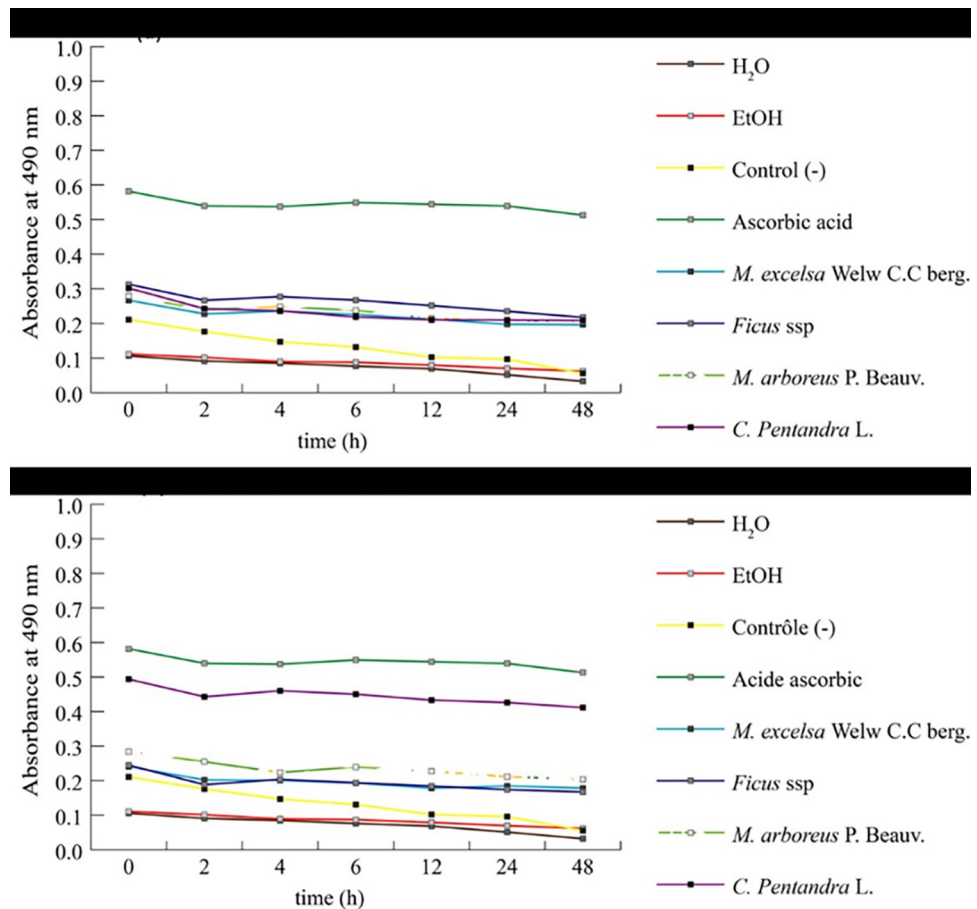 1.0
0.9
0.8
0.7
0.6
0.5
0.4
0.3
0.2
0.1
0.0
Absorbance at 490 nm
0 2 4 6 12 24 48
time (h)
H₂O
EtOH
Control (-)
Ascorbic acid
M. excelsa Welw C.C berg.
Ficus ssp
M. arboreus P. Beauv.
C. Pentandra L.
1.0
0.9
0.8
0.7
0.6
0.5
0.4
0.3
0.2
0.1
0.0
Absorbance at 490 nm
0 2 4 6 12 24 48
time (h)
H₂O
EtOH
Contrôle (-)
Acide ascorbic
M. excelsa Welw C.C berg.
Ficus ssp
M. arboreus P. Beauv.
C. Pentandra L.